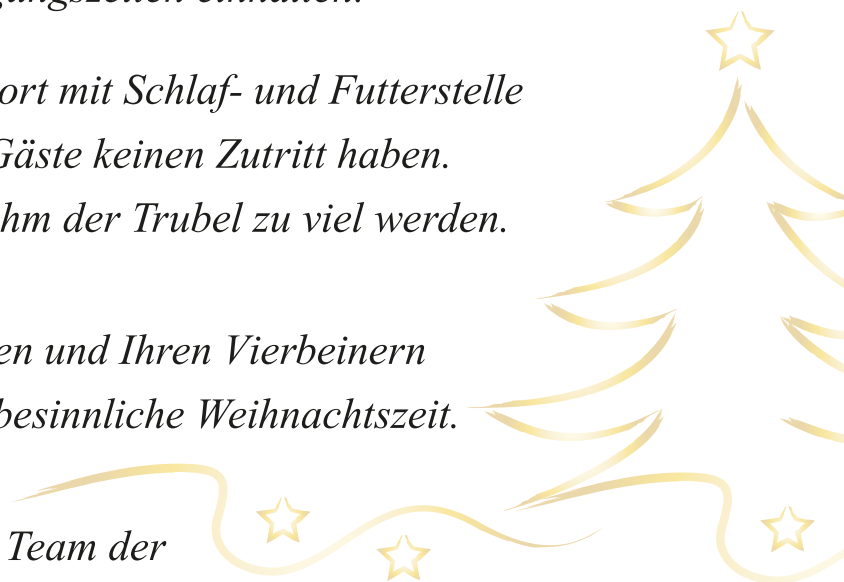 einhalten.
ort mit Schlaf- und Futterstelle
Gäste keinen Zutritt haben.
hm der Trubel zu viel werden.
en und Ihren Vierbeinern
besinnliche Weihnachtszeit.
Team der